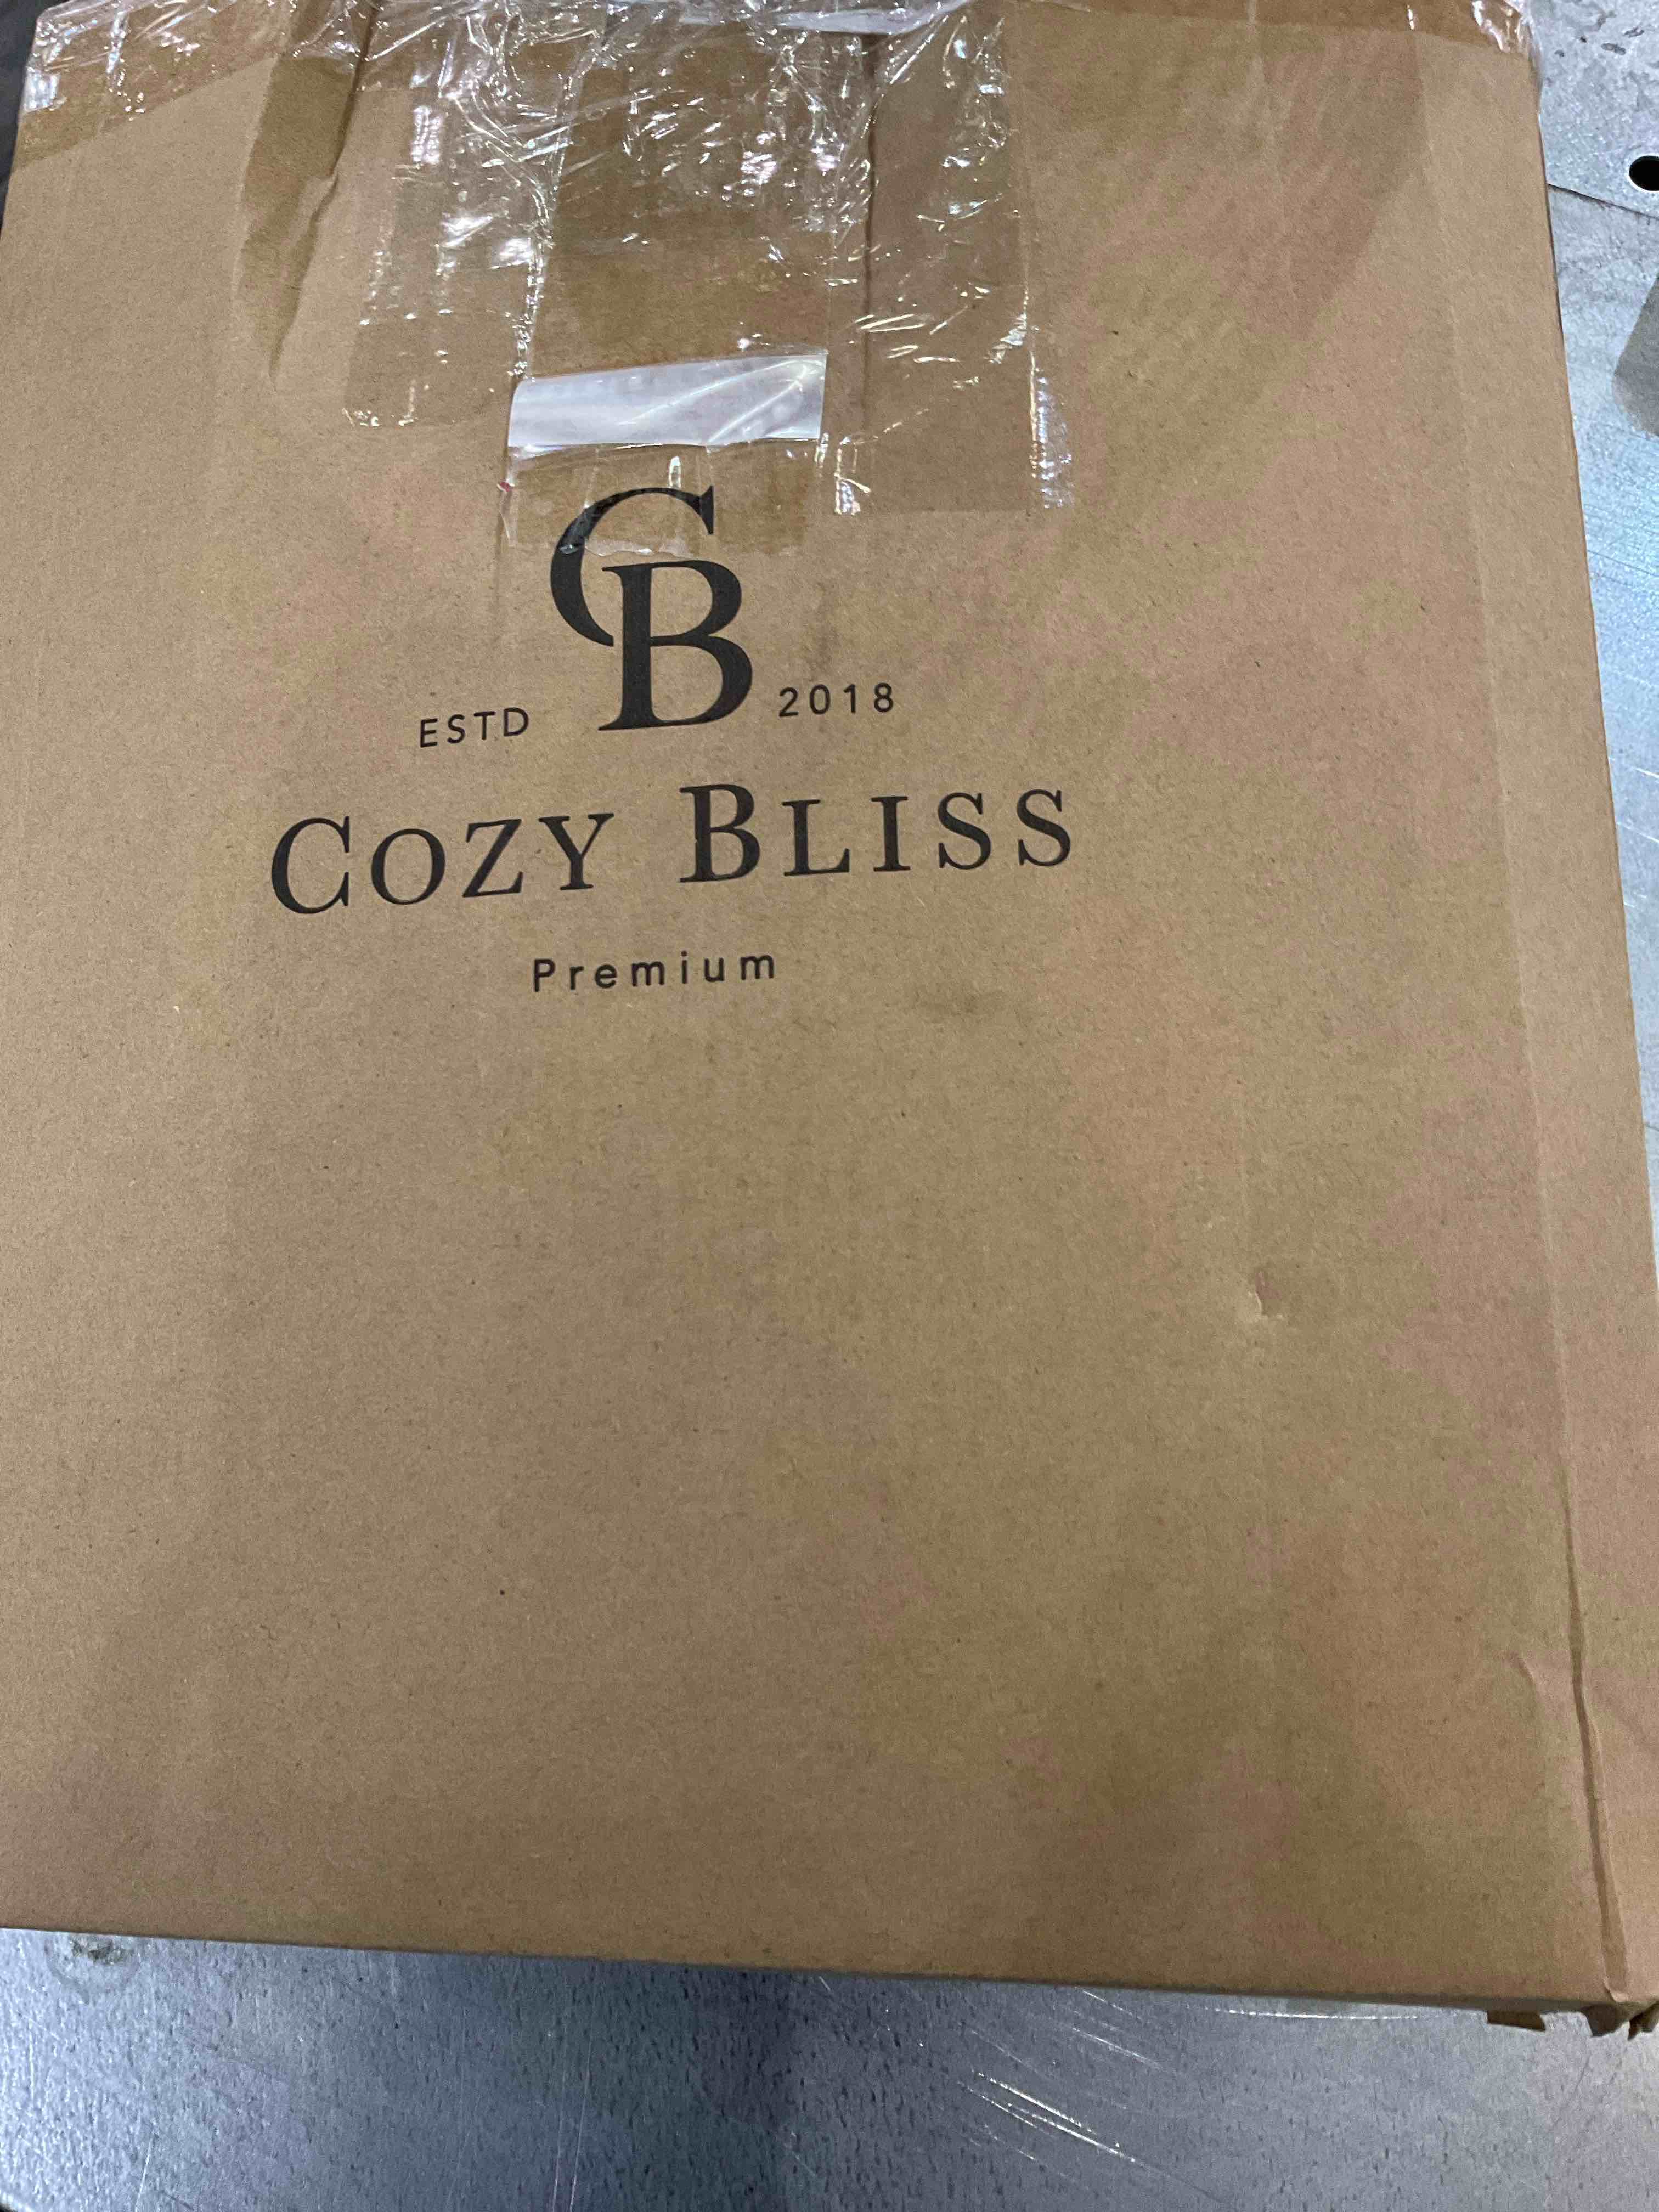 CB
ESTD 2018
COZY BLISS
Premium